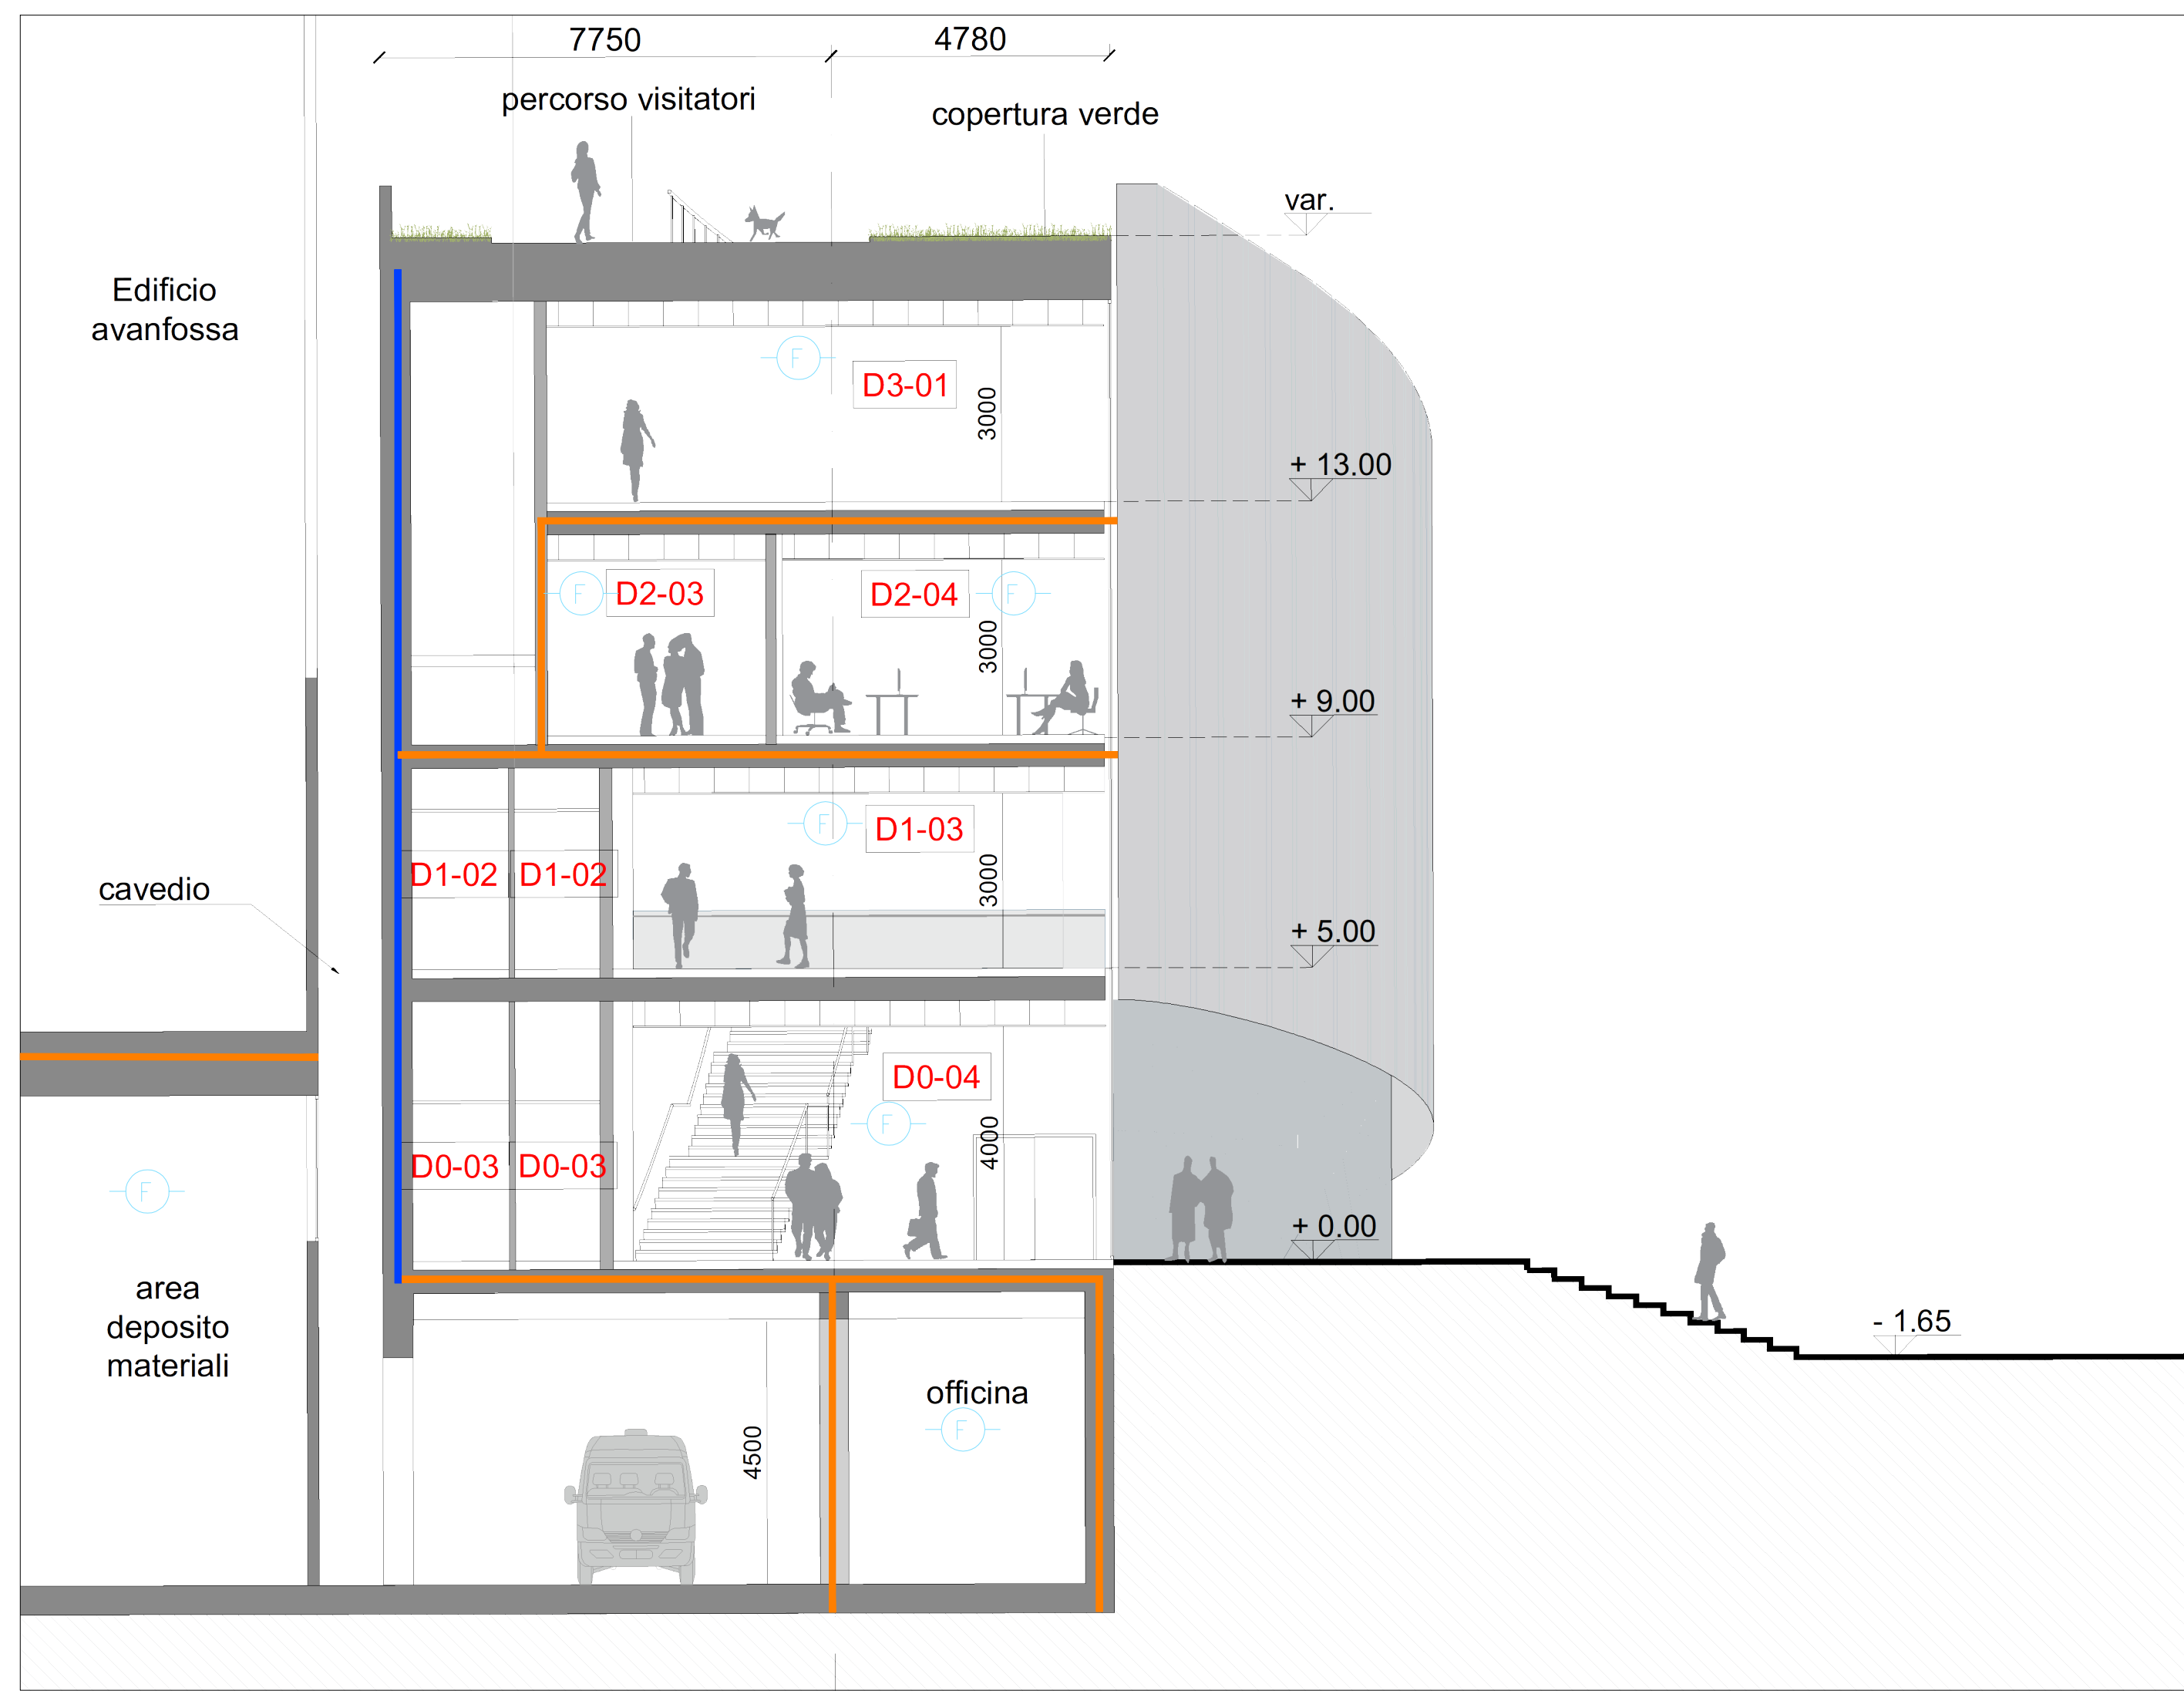 7750
4780
percorso visitatori
copertura verde
var.
Edificio
avanfossa
F
D3-01
3000
+ 13.00
F
D2-03
D2-04
F
3000
+ 9.00
F
D1-03
D1-02
D1-02
3000
cavedio
+ 5.00
D0-04
F
4000
D0-03
D0-03
F
+ 0.00
area
deposito
materiali
- 1.65
officina
F
4500